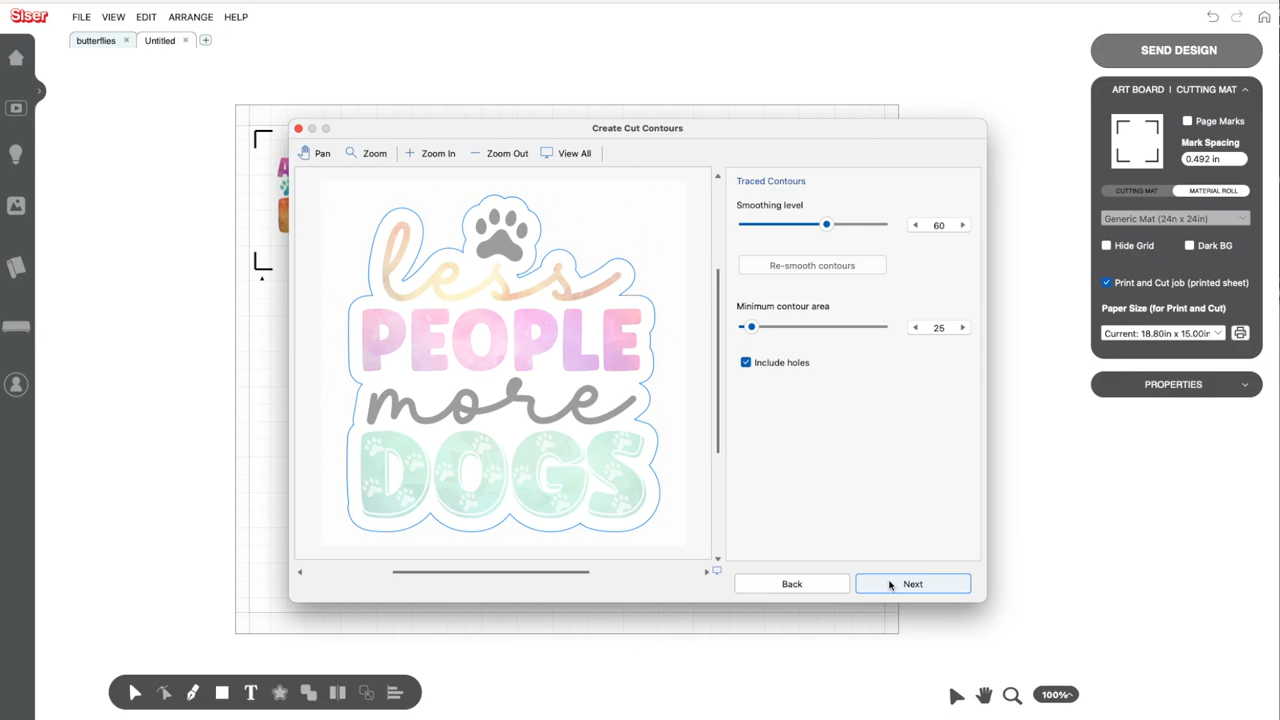 Siser
FILE VIEW EDIT ARRANGE HELP
butterflies Untitled
SEND DESIGN
ART BOARD | CUTTING MAT
Page Marks
Mark Spacing
0.492 in
CUTTING MAT MATERIAL ROLL
Generic Mat (24n x 24in)
Hide Grid Dark BG
Print and Cut job (printed sheet)
Paper Size (for Print and Cut)
Current: 18.80in x 15.00in
PROPERTIES
Create Cut Contours
Pan Zoom Zoom In Zoom Out View All
Traced Contours
Smoothing level
60
Re-smooth contours
Minimum contour area
25
Include holes
less
PEOPLE
more
DOGS
Back Next
T
100%